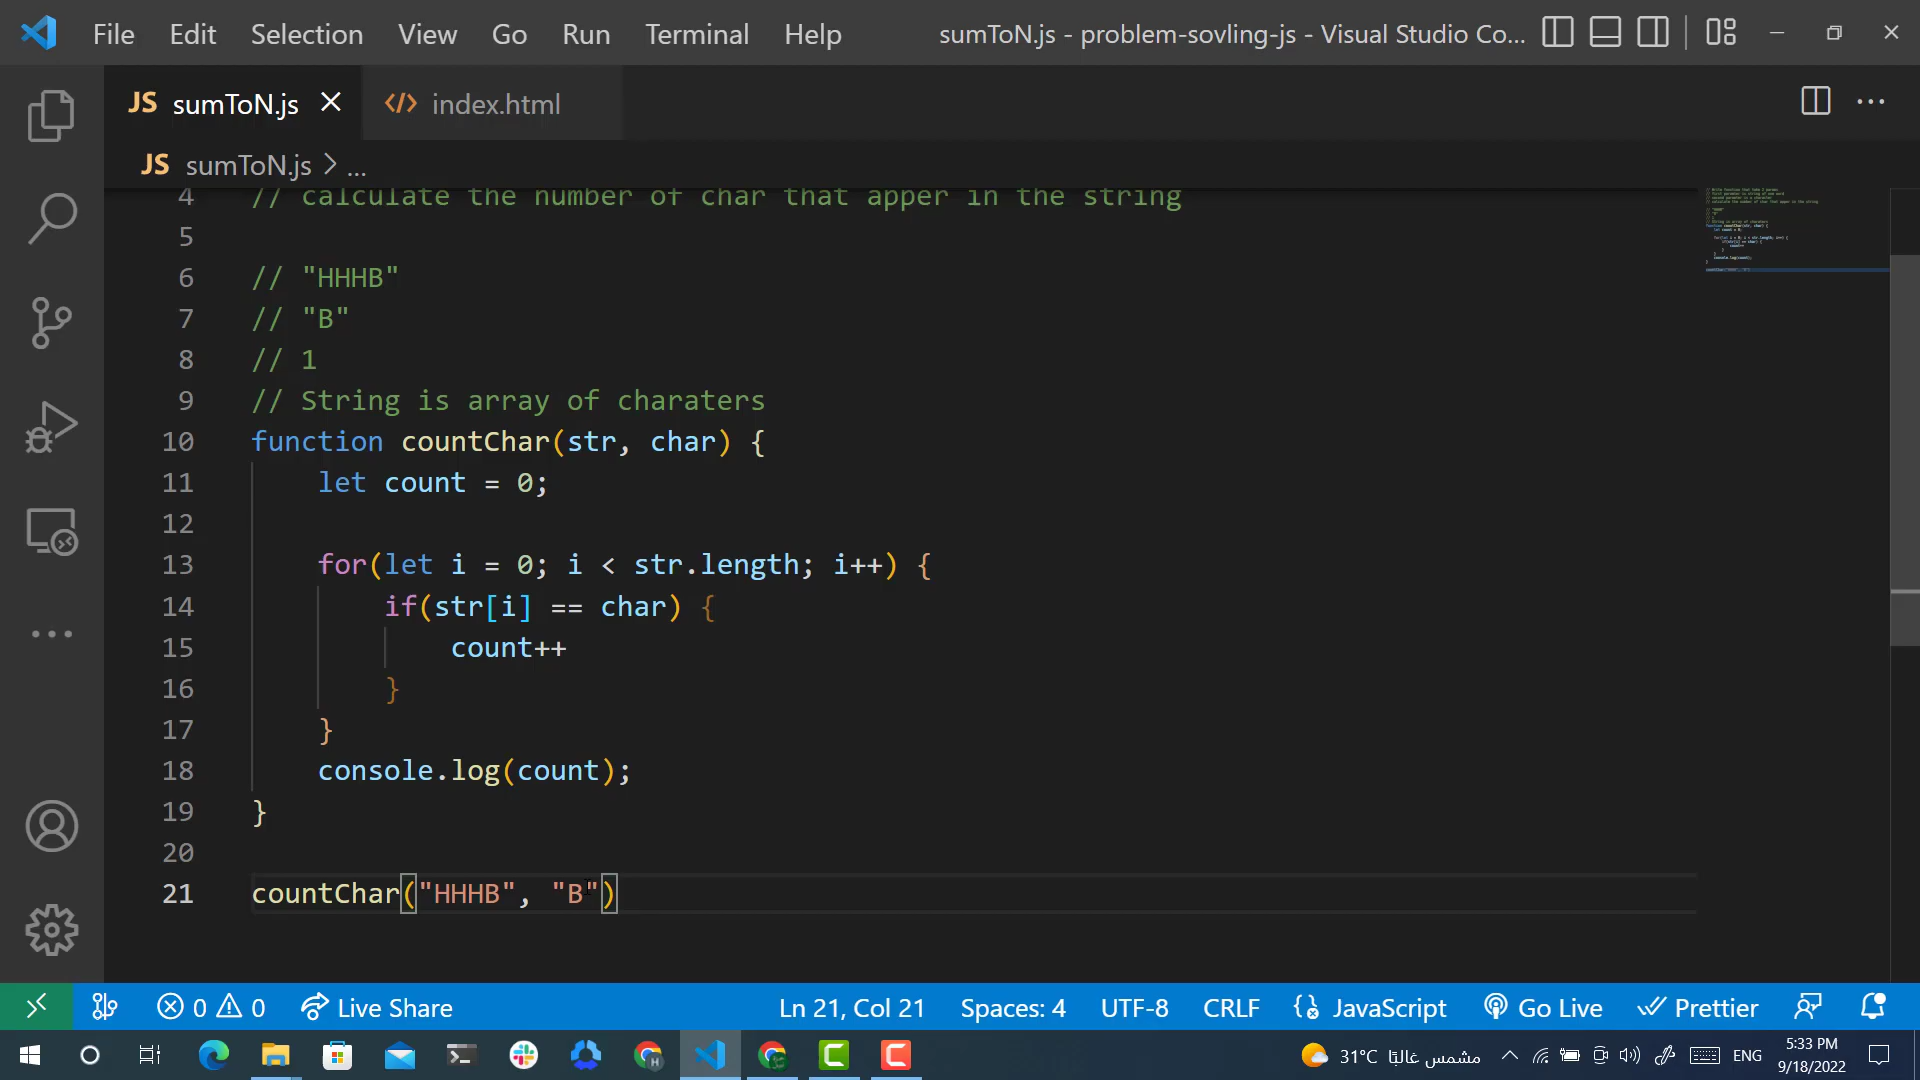 File Edit Selection View Go Run Terminal Help sumToN.js - problem-sovling-js - Visual Studio Co...
JS sumToN.js index.html
JS sumToN.js > ...
4 // calculate the number of char that apper in the string
5
6 // "HHHB"
7 // "B"
8 // 1
9 // String is array of charaters
10 function countChar(str, char) {
11 let count = 0;
12
13 for(let i = 0; i < str.length; i++) {
14 if(str[i] == char) {
15 count++
16 }
17 }
18 console.log(count);
19 }
20
21 countChar("HHHB", "B")
0 0 Live Share Ln 21, Col 21 Spaces: 4 UTF-8 CRLF JavaScript Go Live Prettier
31°C مشمس غالبًا ENG 5:33 PM
9/18/2022